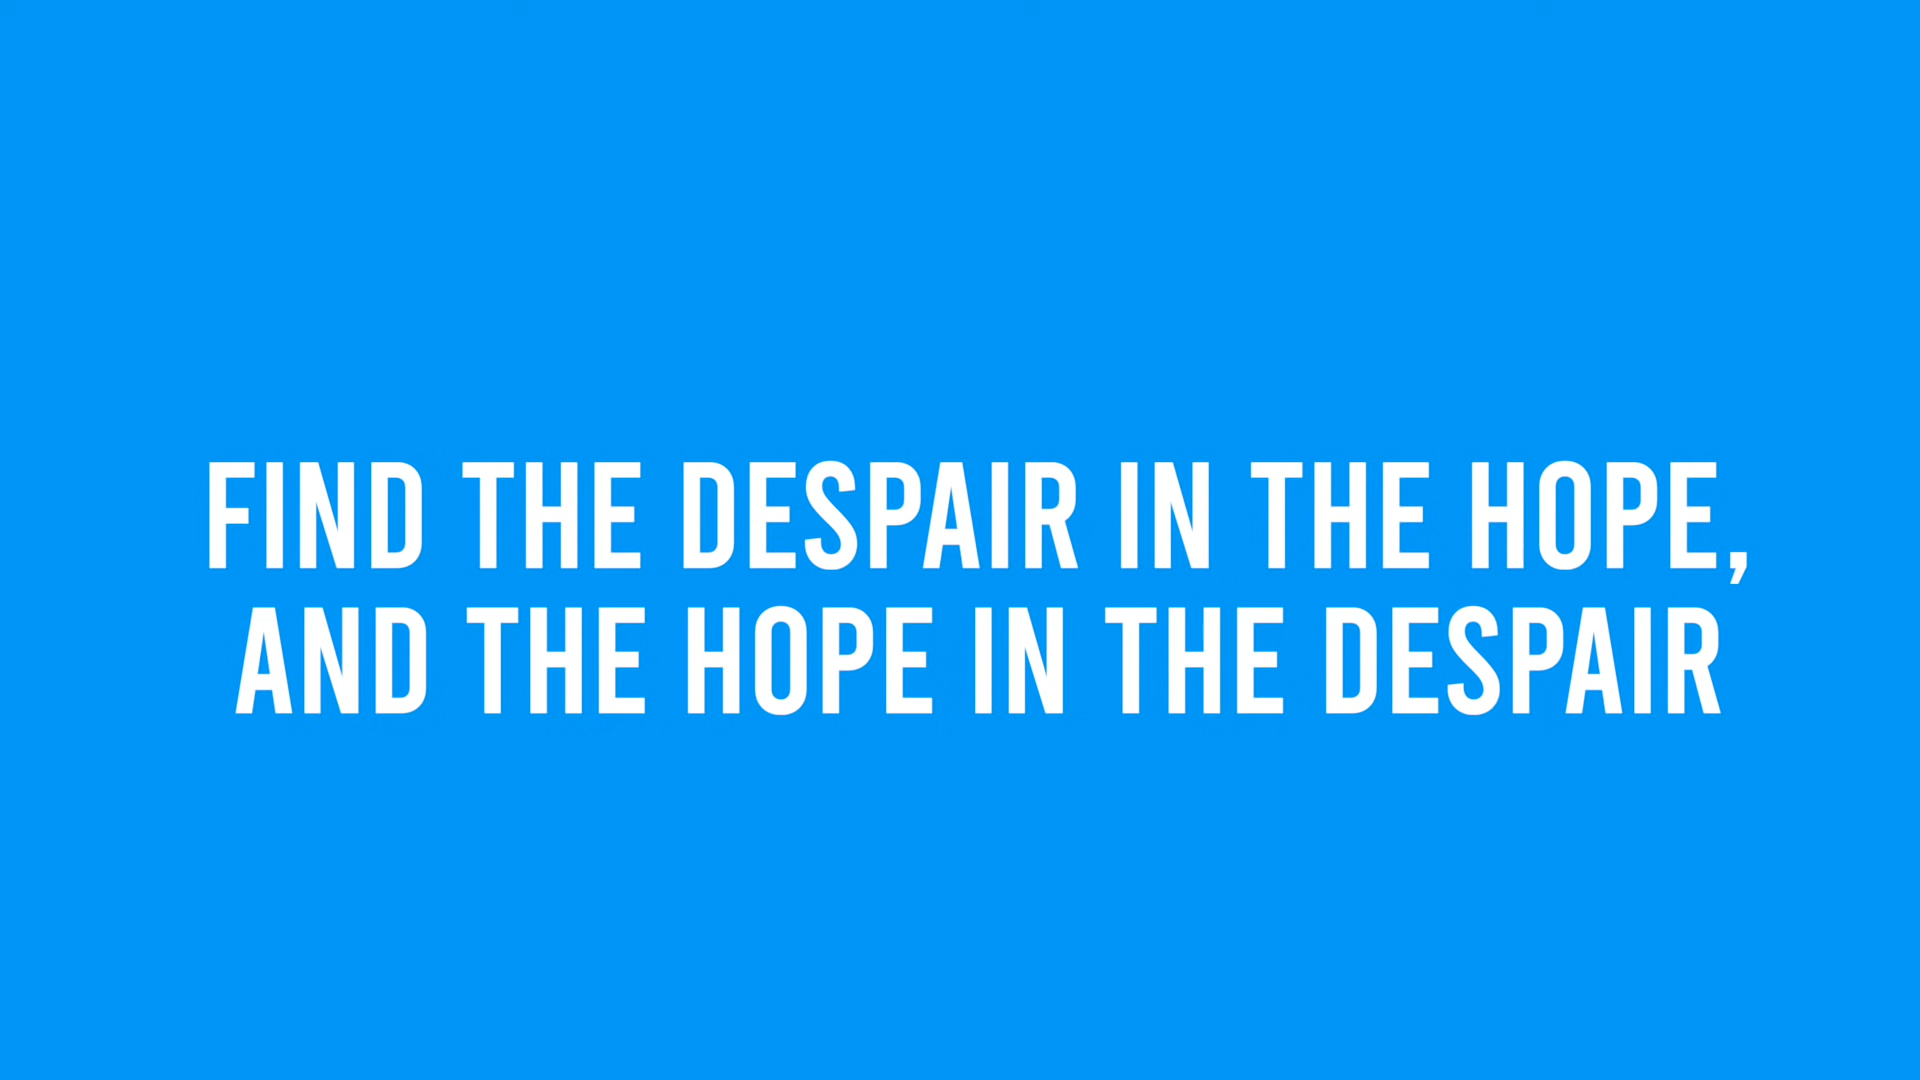 FIND THE DESPAIR IN THE HOPE,
AND THE HOPE IN THE DESPAIR